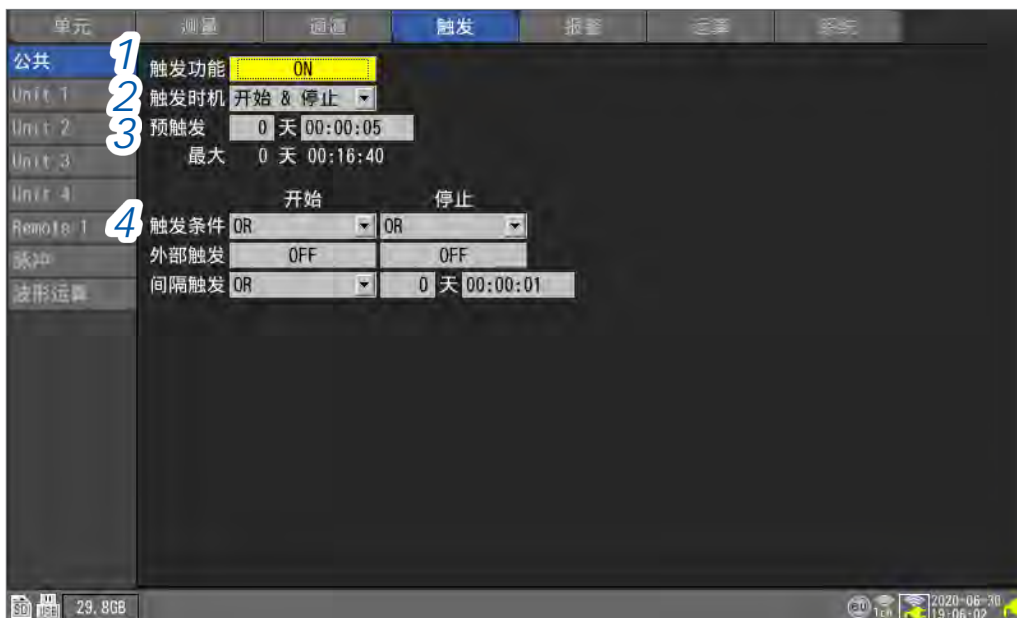 单元 测量 通道 触发 报警 运算 系统
公共
Unit 1
Unit 2
Unit 3
Unit 4
Remote 1
脉冲
波形运算
1 触发功能 ON
2 触发时机 开始 & 停止
3 预触发 0 天 00:00:05
最大 0 天 00:16:40
开始 停止
4 触发条件 OR OR
外部触发 OFF OFF
间隔触发 OR 0 天 00:00:01
SD USB 29.8GB
1ch 2020-06-30
19:06:02